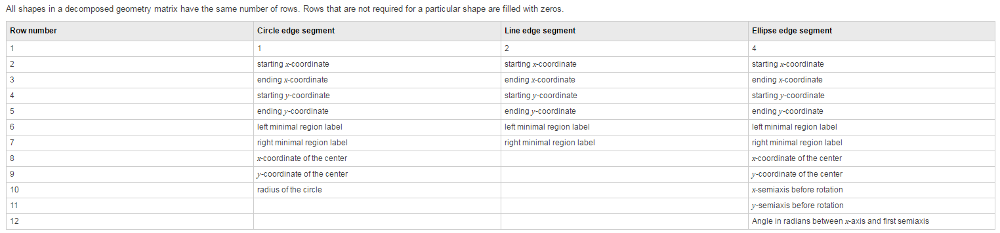 All shapes in a decomposed geometry matrix have the same number of rows. Rows that are not required for a particular shape are filled with zeros.
Row number Circle edge segment Line edge segment Ellipse edge segment
1 1 2 4
2 starting x-coordinate starting x-coordinate starting x-coordinate
3 ending x-coordinate ending x-coordinate ending x-coordinate
4 starting y-coordinate starting y-coordinate starting y-coordinate
5 ending y-coordinate ending y-coordinate ending y-coordinate
6 left minimal region label left minimal region label left minimal region label
7 right minimal region label right minimal region label right minimal region label
8 x-coordinate of the center x-coordinate of the center
9 y-coordinate of the center y-coordinate of the center
10 radius of the circle x-semiaxis before rotation
11 y-semiaxis before rotation
12 Angle in radians between x-axis and first semiaxis